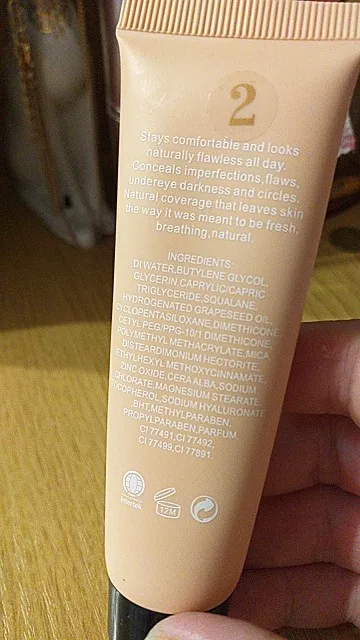 2
Stays comfortable and looks
naturally flawless all day.
Conceals imperfections,flaws,
undereye darkness and circles.
Natural coverage that leaves skin
the way it was meant to be fresh,
breathing,natural.
INGREDIENTS:
DI WATER,BUTYLENE GLYCOL,
GLYCERIN,CAPRYLIC/CAPRIC
TRIGLYCERIDE,SQUALANE
HYDROGENATED GRAPESEED OIL,
CYCLOPENTASILOXANE,DIMETHICONE,
CETYL PEG/PPG-10/1 DIMETHICONE,
POLYMETHYL METHACRYLATE,MICA,
DISTEARDIMONIUM HECTORITE,
ETHYLHEXYL METHOXYCINNAMATE,
ZINC OXIDE,CERA ALBA,SODIUM
CHLORATE,MAGNESIUM STEARATE,
TOCOPHEROL,SODIUM HYALURONATE
,BHT,METHYLPARABEN,
PROPYLPARABEN,PARFUM,
CI 77491,CI 77492,
CI 77499,CI 77891.
Intertek
12M